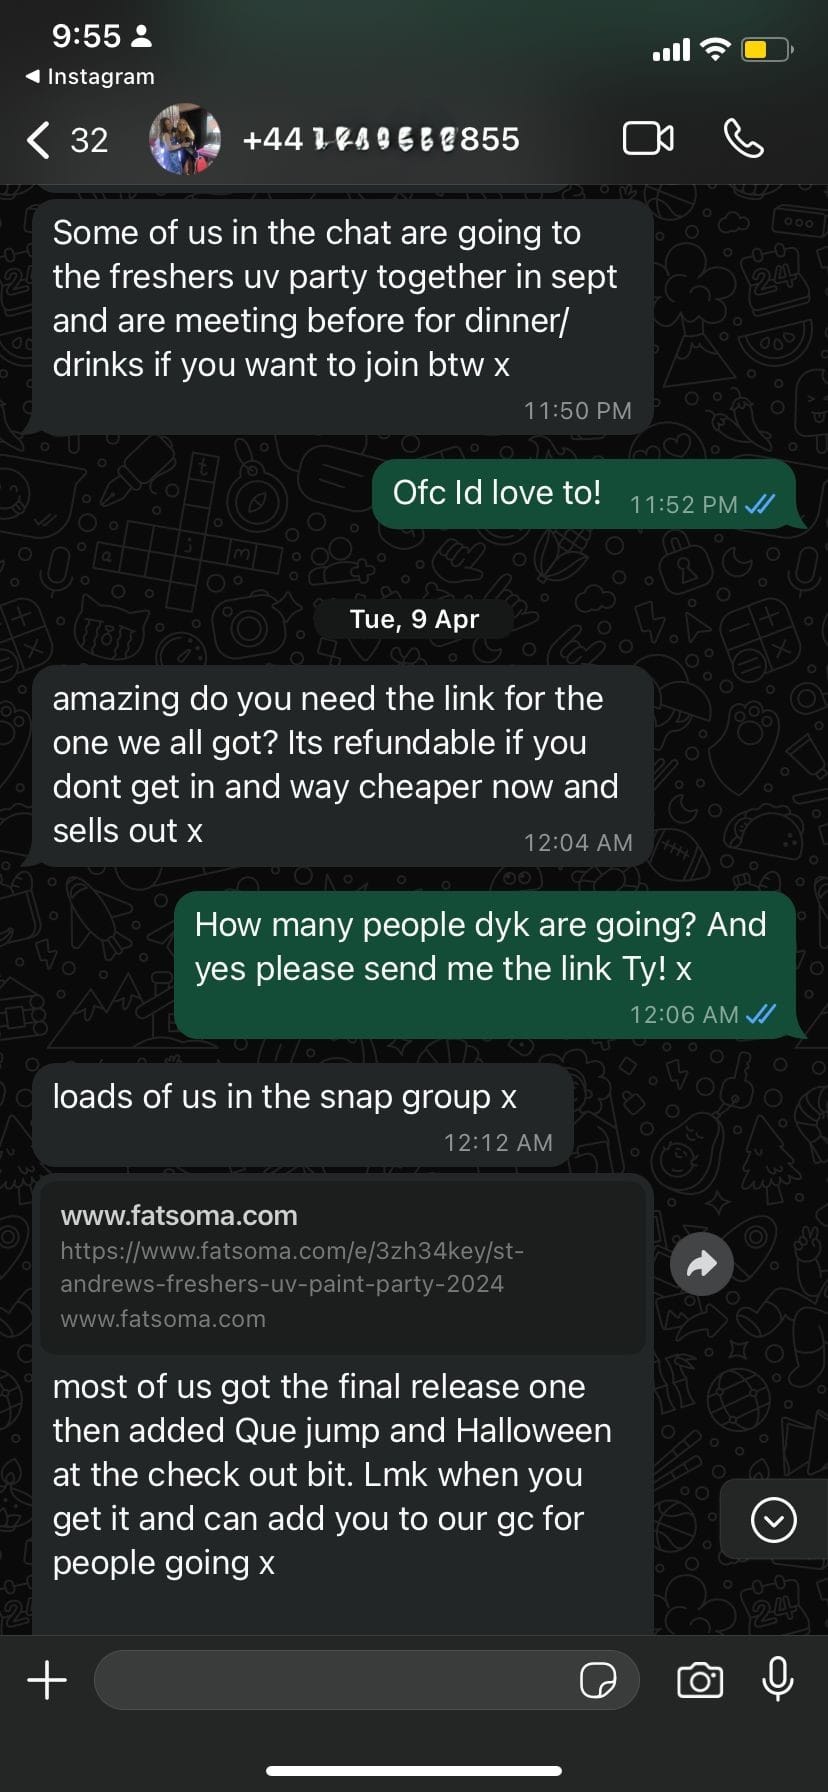 9:55
Instagram
32
+44 855
Some of us in the chat are going to
the freshers uv party together in sept
and are meeting before for dinner/
drinks if you want to join btw x
11:50 PM
Ofc Id love to!
11:52 PM
Tue, 9 Apr
amazing do you need the link for the
one we all got? Its refundable if you
dont get in and way cheaper now and
sells out x
12:04 AM
How many people dyk are going? And
yes please send me the link Ty! x
12:06 AM
loads of us in the snap group x
12:12 AM
www.fatsoma.com
https://www.fatsoma.com/e/3zh34key/st-
andrews-freshers-uv-paint-party-2024
www.fatsoma.com
most of us got the final release one
then added Que jump and Halloween
at the check out bit. Lmk when you
get it and can add you to our gc for
people going x